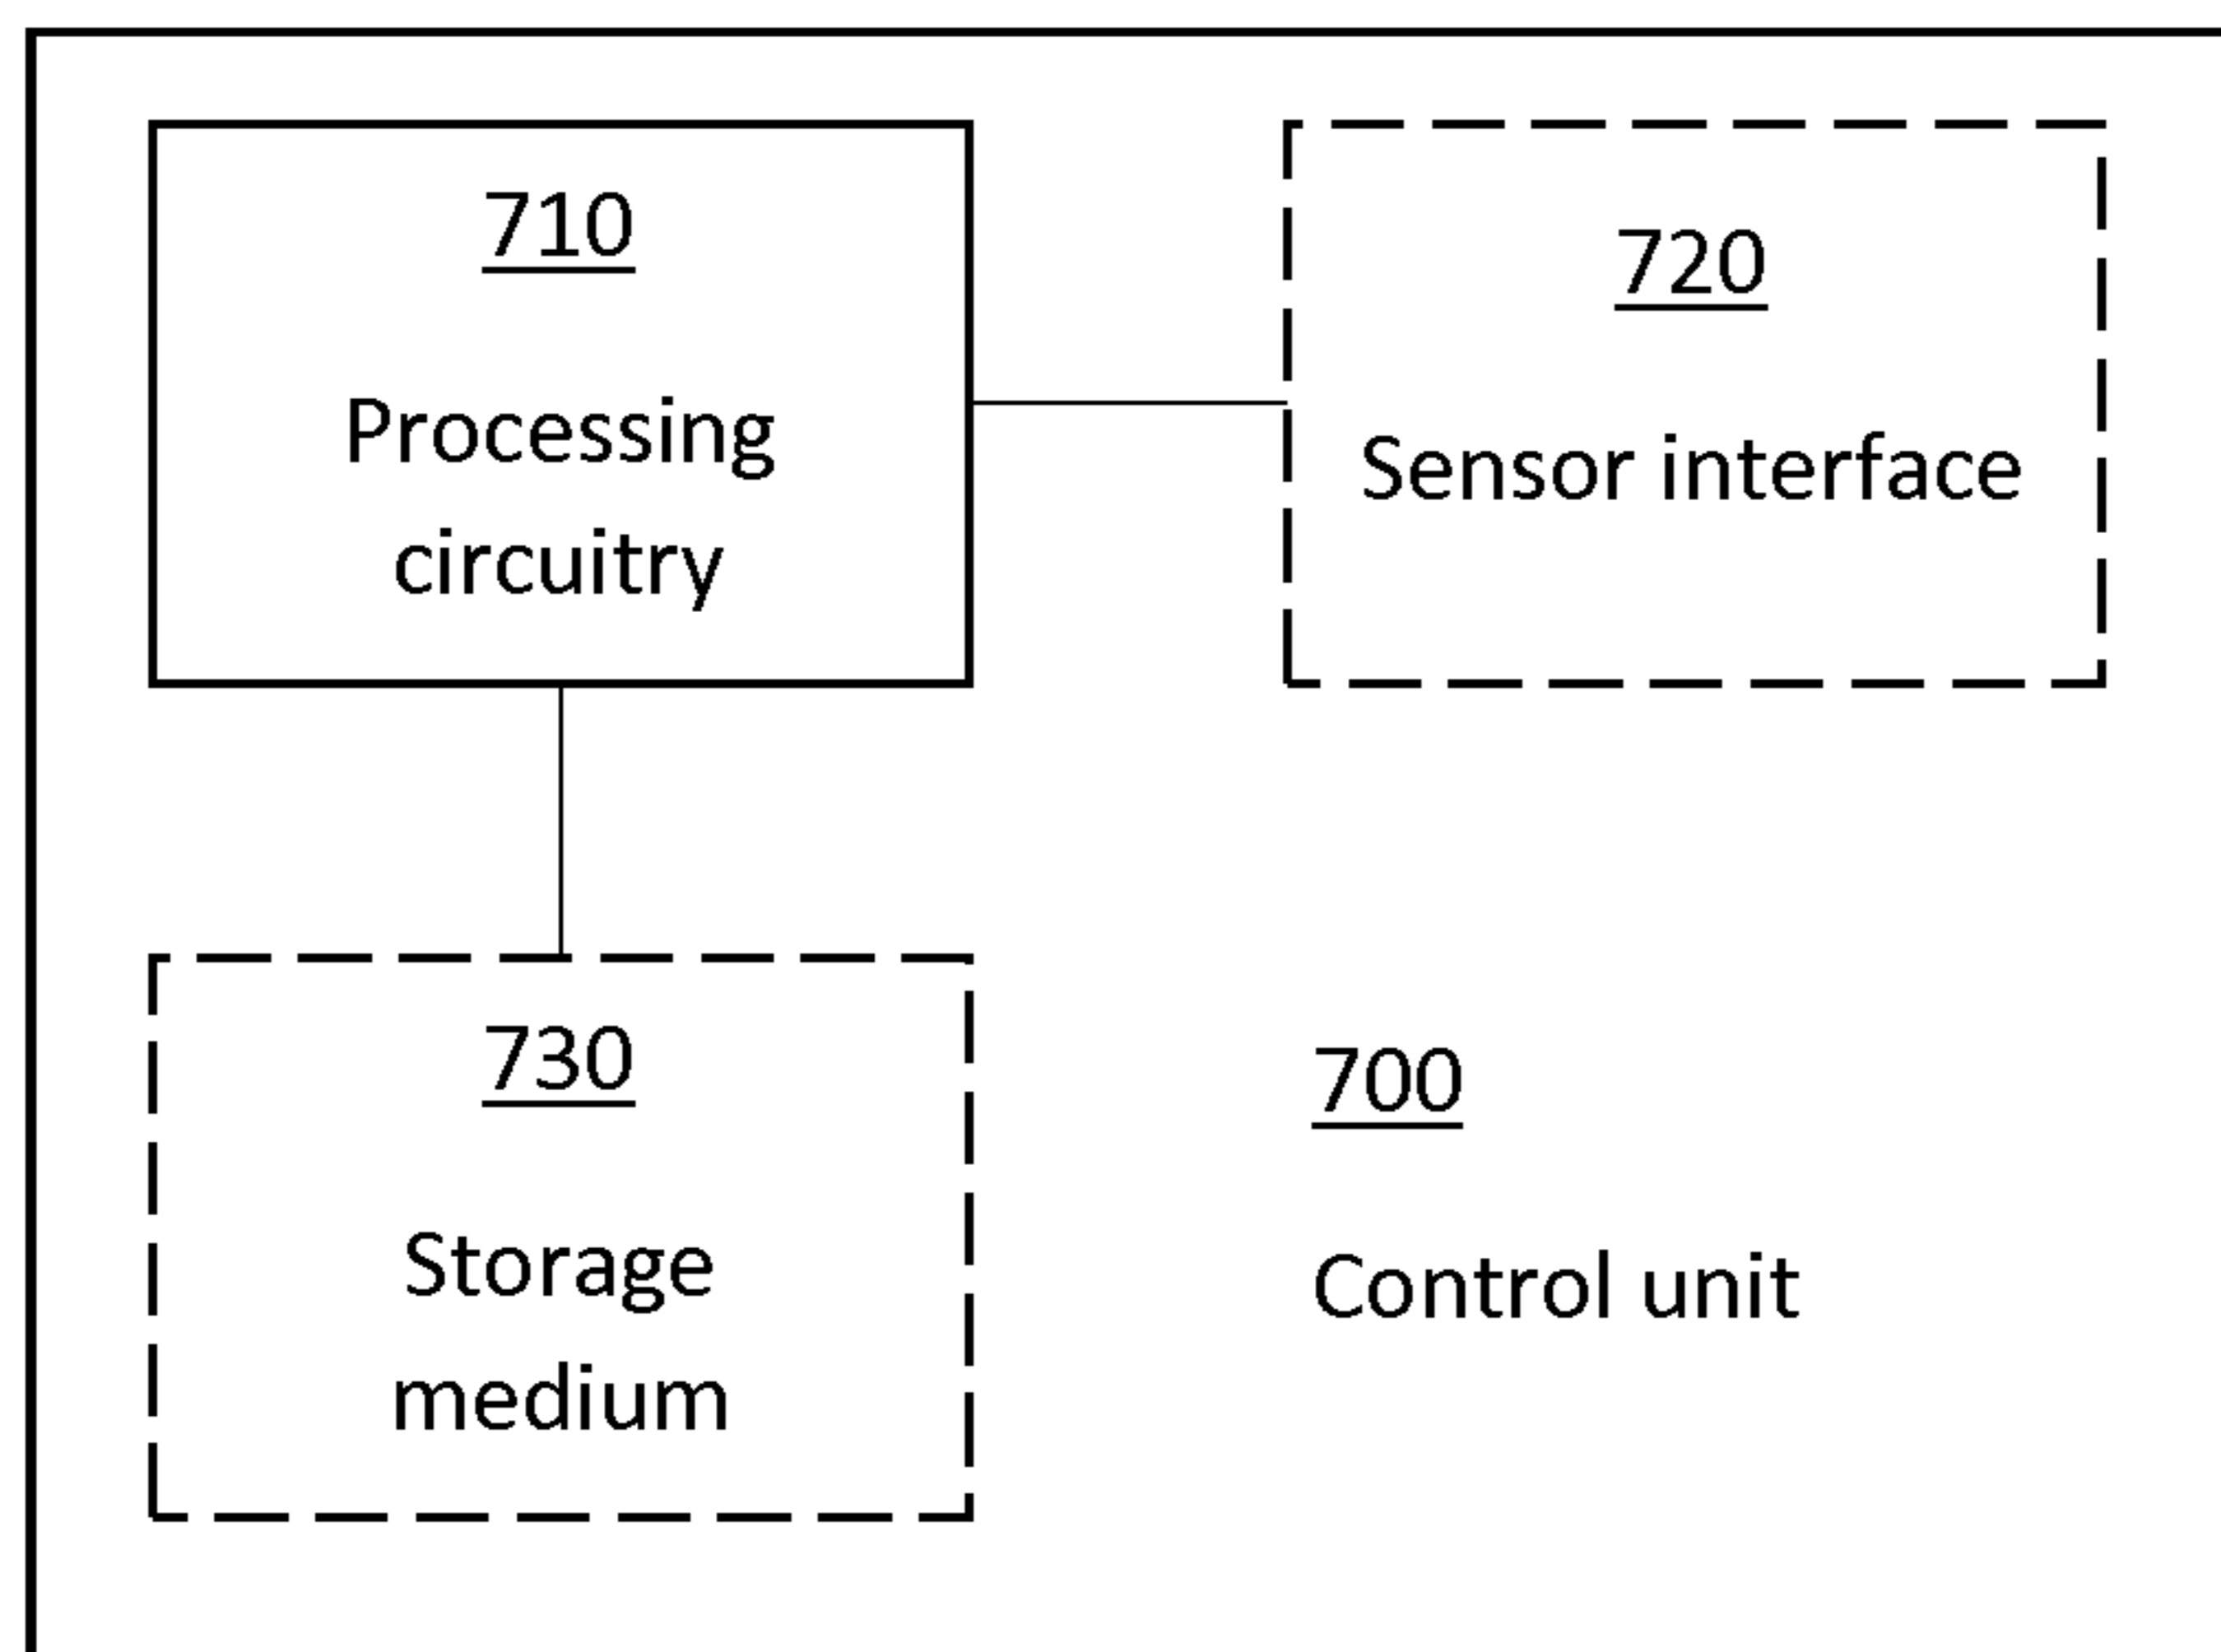 710
Processing
circuitry
720
Sensor interface
730
Storage
medium
700
Control unit